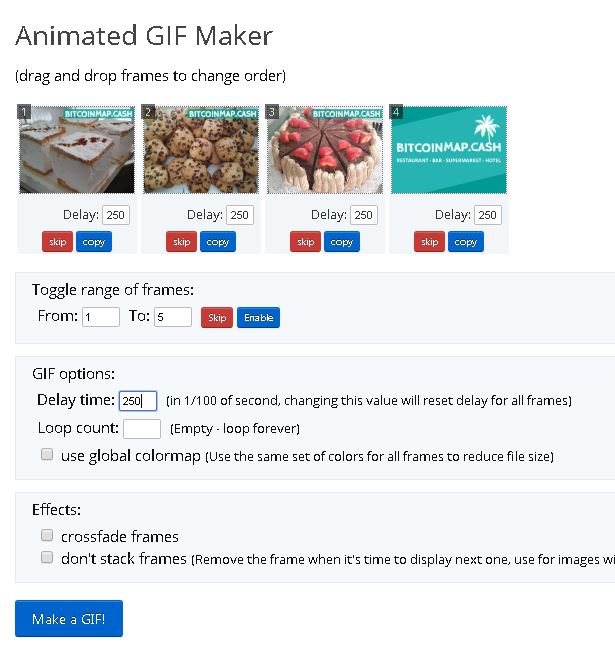 Animated GIF Maker
(drag and drop frames to change order)
1 BITCOINMAP.CASH
2 BITCOINMAP.CASH
3 BITCOINMAP.CASH
4
BITCOINMAP.CASH
RESTAURANT - BAR - SUPERMARKET - HOTEL
Delay: 250 Delay: 250 Delay: 250 Delay: 250
skip copy skip copy skip copy skip copy
Toggle range of frames:
From: 1 To: 5 Skip Enable
GIF options:
Delay time: 250 (in 1/100 of second, changing this value will reset delay for all frames)
Loop count: (Empty - loop forever)
use global colormap (Use the same set of colors for all frames to reduce file size)
Effects:
crossfade frames
don't stack frames (Remove the frame when it's time to display next one, use for images wi
Make a GIF!